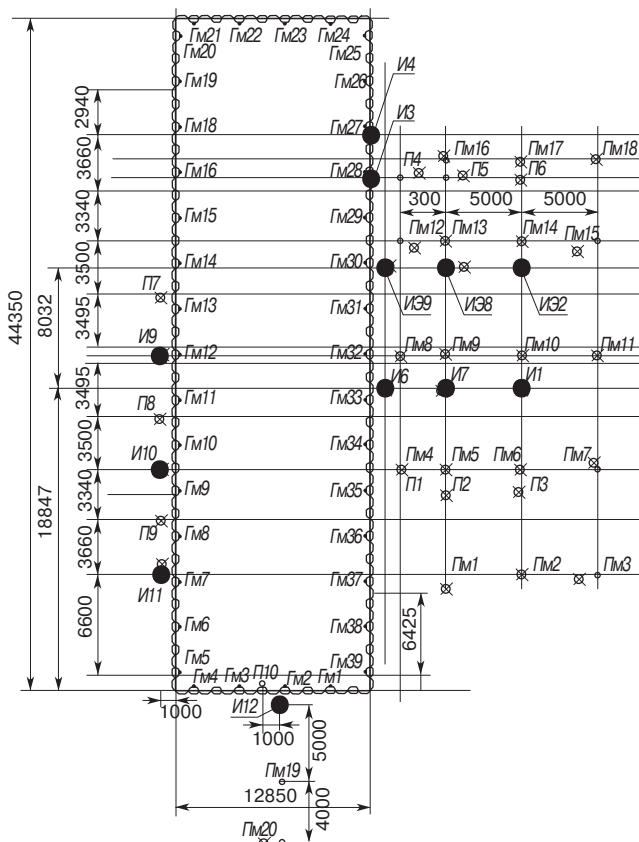 Гм21 Гм22 Гм23 Гм24
Гм20 Гм25
И4
Гм19 Гм26
И3
2940
Гм18 Гм27
3660
Пм16 Пм17 Пм18
П4 П5 П6
Гм16 Гм28
300 5000 5000
3340
Гм15 Гм29
Пм12 Пм13 Пм14 Пм15
3500
Гм14 Гм30
44350
8032
П7
ИЭ9 ИЭ8 ИЭ2
3495
Гм13 Гм31
И9
Гм12 Гм32
Пм8 Пм9 Пм10 Пм11
3495
И6 И7 И1
П8
Гм11 Гм33
3500
Гм10 Гм34
Пм4 Пм5 Пм6 Пм7
И10
П1 П2 П3
3340
Гм9 Гм35
18847
П9
Гм8 Гм36
3660
Пм1 Пм2 Пм3
Гм7 Гм37
И11
6600
6425
Гм6 Гм38
Гм5 Гм39
Гм4 Гм3 П10 Гм2 Гм1
1000
И12
1000
5000
Пм19
12850
4000
Пм20